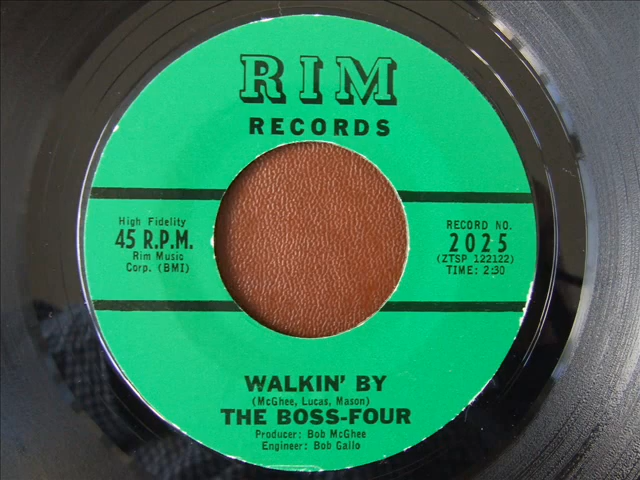 RIM
RECORDS
High Fidelity
45 R.P.M.
Rim Music
Corp. (BMI)
RECORD NO.
2025
(ZTSP 122122)
TIME: 2:30
WALKIN' BY
(McGhee, Lucas, Mason)
THE BOSS-FOUR
Producer: Bob McGhee
Engineer: Bob Gallo